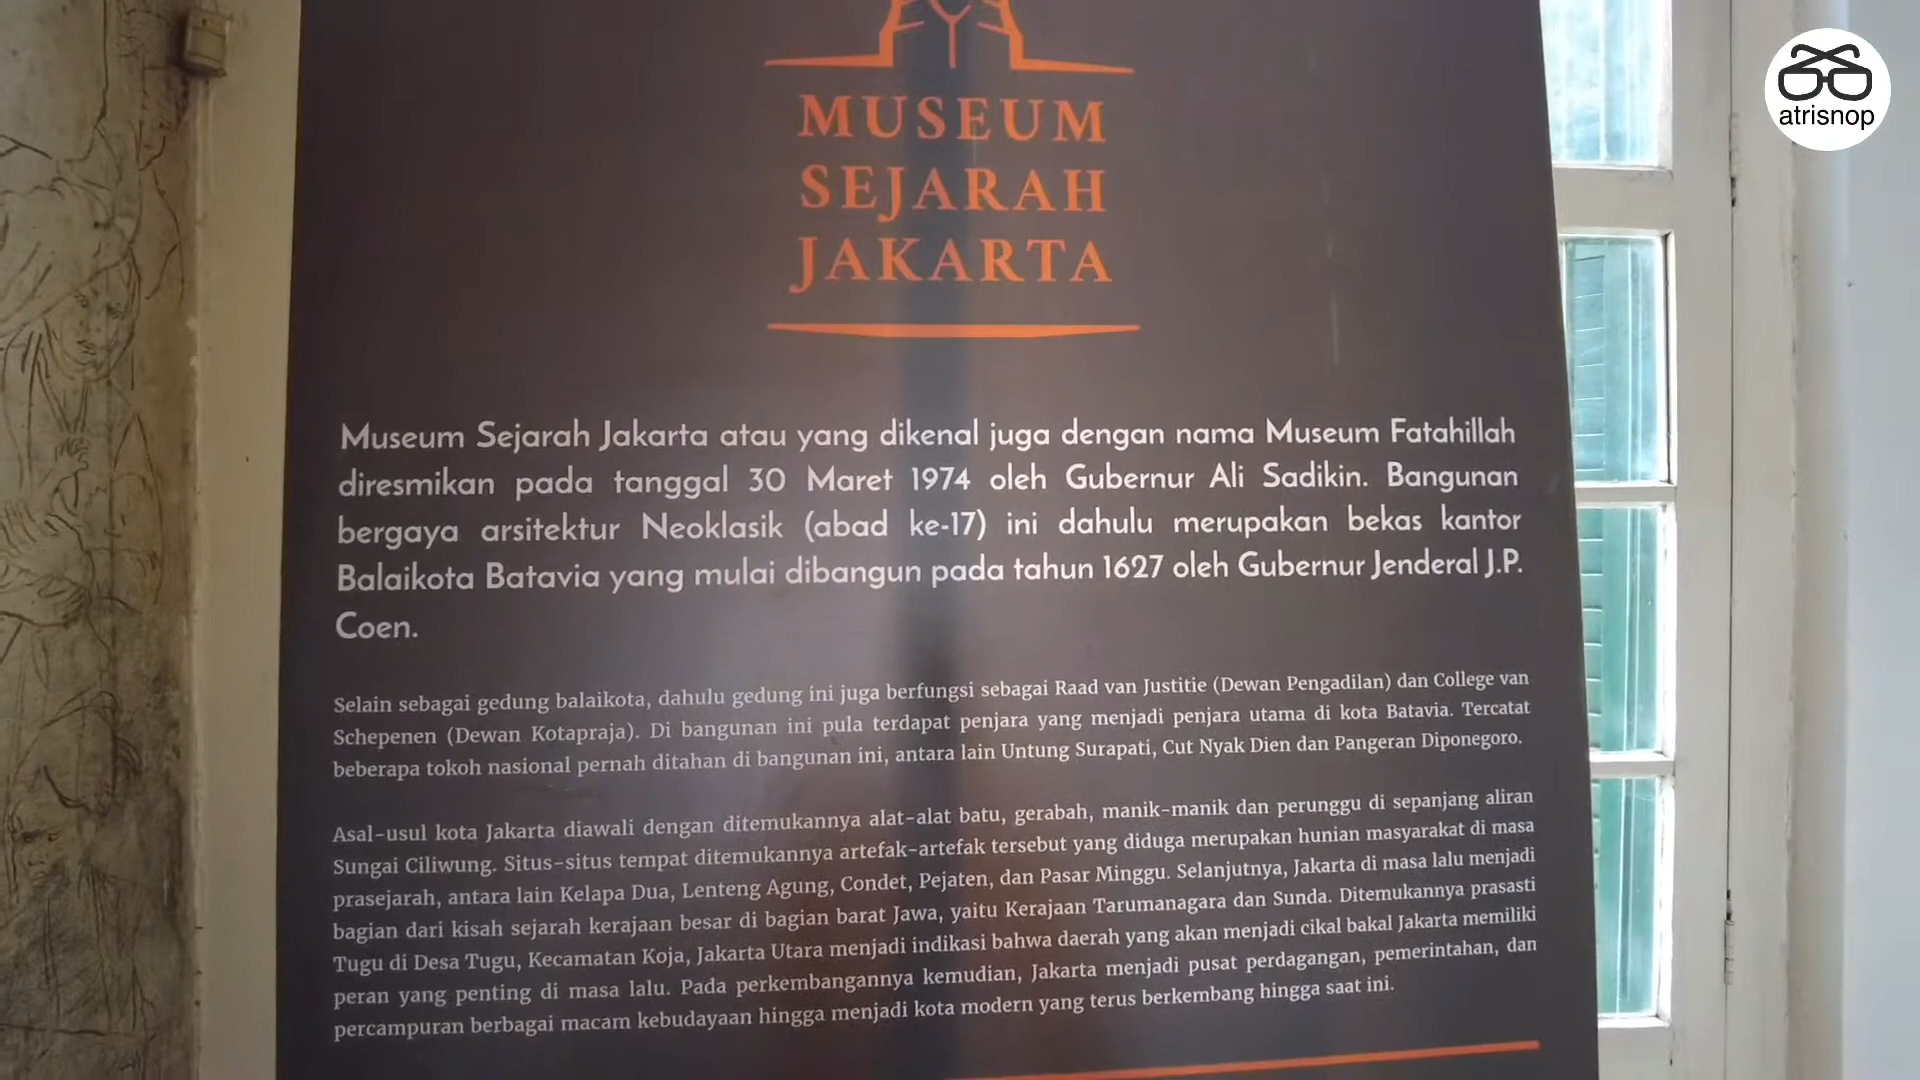 atrisnop
MUSEUM
SEJARAH
JAKARTA
Museum Sejarah Jakarta atau yang dikenal juga dengan nama Museum Fatahillah
diresmikan pada tanggal 30 Maret 1974 oleh Gubernur Ali Sadikin. Bangunan
bergaya arsitektur Neoklasik (abad ke-17) ini dahulu merupakan bekas kantor
Balaikota Batavia yang mulai dibangun pada tahun 1627 oleh Gubernur Jenderal J.P.
Coen.
Selain sebagai gedung balaikota, dahulu gedung ini juga berfungsi sebagai Raad van Justitie (Dewan Pengadilan) dan College van
Schepenen (Dewan Kotapraja). Di bangunan ini pula terdapat penjara yang menjadi penjara utama di kota Batavia. Tercatat
beberapa tokoh nasional pernah ditahan di bangunan ini, antara lain Untung Surapati, Cut Nyak Dien dan Pangeran Diponegoro.
Asal-usul kota Jakarta diawali dengan ditemukannya alat-alat batu, gerabah, manik-manik dan perunggu di sepanjang aliran
Sungai Ciliwung. Situs-situs tempat ditemukannya artefak-artefak tersebut yang diduga merupakan hunian masyarakat di masa
prasejarah, antara lain Kelapa Dua, Lenteng Agung, Condet, Pejaten, dan Pasar Minggu. Selanjutnya, Jakarta di masa lalu menjadi
bagian dari kisah sejarah kerajaan besar di bagian barat Jawa, yaitu Kerajaan Tarumanagara dan Sunda. Ditemukannya prasasti
Tugu di Desa Tugu, Kecamatan Koja, Jakarta Utara menjadi indikasi bahwa daerah yang akan menjadi cikal bakal Jakarta memiliki
peran yang penting di masa lalu. Pada perkembangannya kemudian, Jakarta menjadi pusat perdagangan, pemerintahan, dan
percampuran berbagai macam kebudayaan hingga menjadi kota modern yang terus berkembang hingga saat ini.